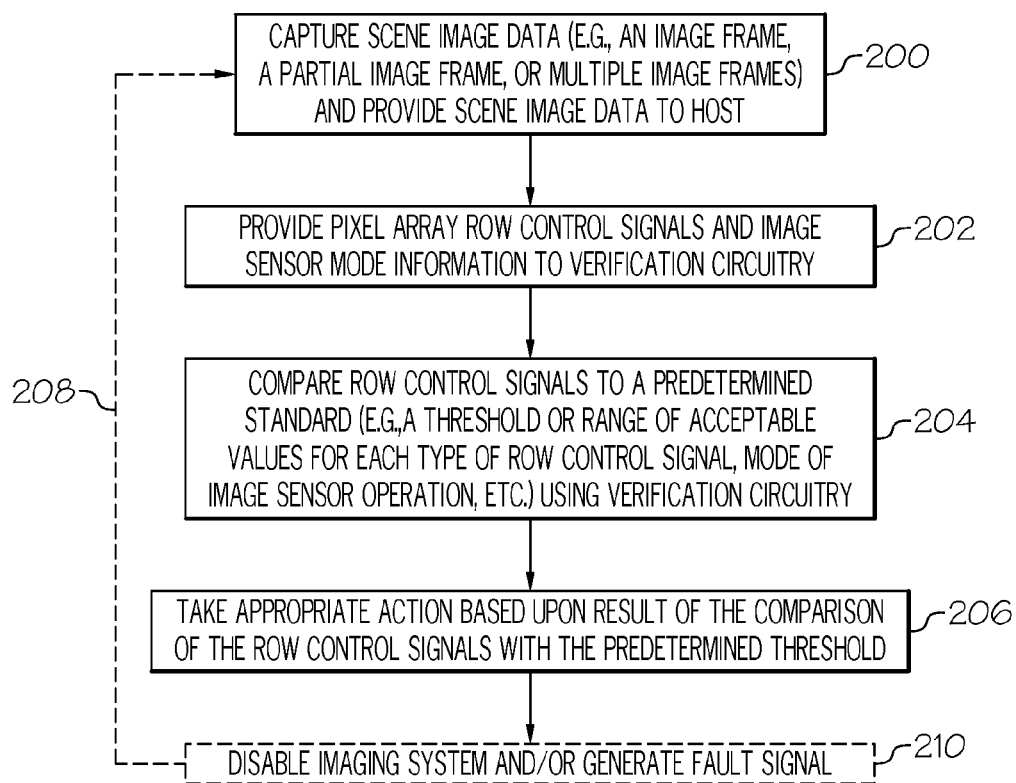 CAPTURE SCENE IMAGE DATA (E.G., AN IMAGE FRAME,
A PARTIAL IMAGE FRAME, OR MULTIPLE IMAGE FRAMES)
AND PROVIDE SCENE IMAGE DATA TO HOST
200
PROVIDE PIXEL ARRAY ROW CONTROL SIGNALS AND IMAGE
SENSOR MODE INFORMATION TO VERIFICATION CIRCUITRY
202
208
COMPARE ROW CONTROL SIGNALS TO A PREDETERMINED
STANDARD (E.G.,A THRESHOLD OR RANGE OF ACCEPTABLE
VALUES FOR EACH TYPE OF ROW CONTROL SIGNAL, MODE OF
IMAGE SENSOR OPERATION, ETC.) USING VERIFICATION CIRCUITRY
204
TAKE APPROPRIATE ACTION BASED UPON RESULT OF THE COMPARISON
OF THE ROW CONTROL SIGNALS WITH THE PREDETERMINED THRESHOLD
206
DISABLE IMAGING SYSTEM AND/OR GENERATE FAULT SIGNAL
210